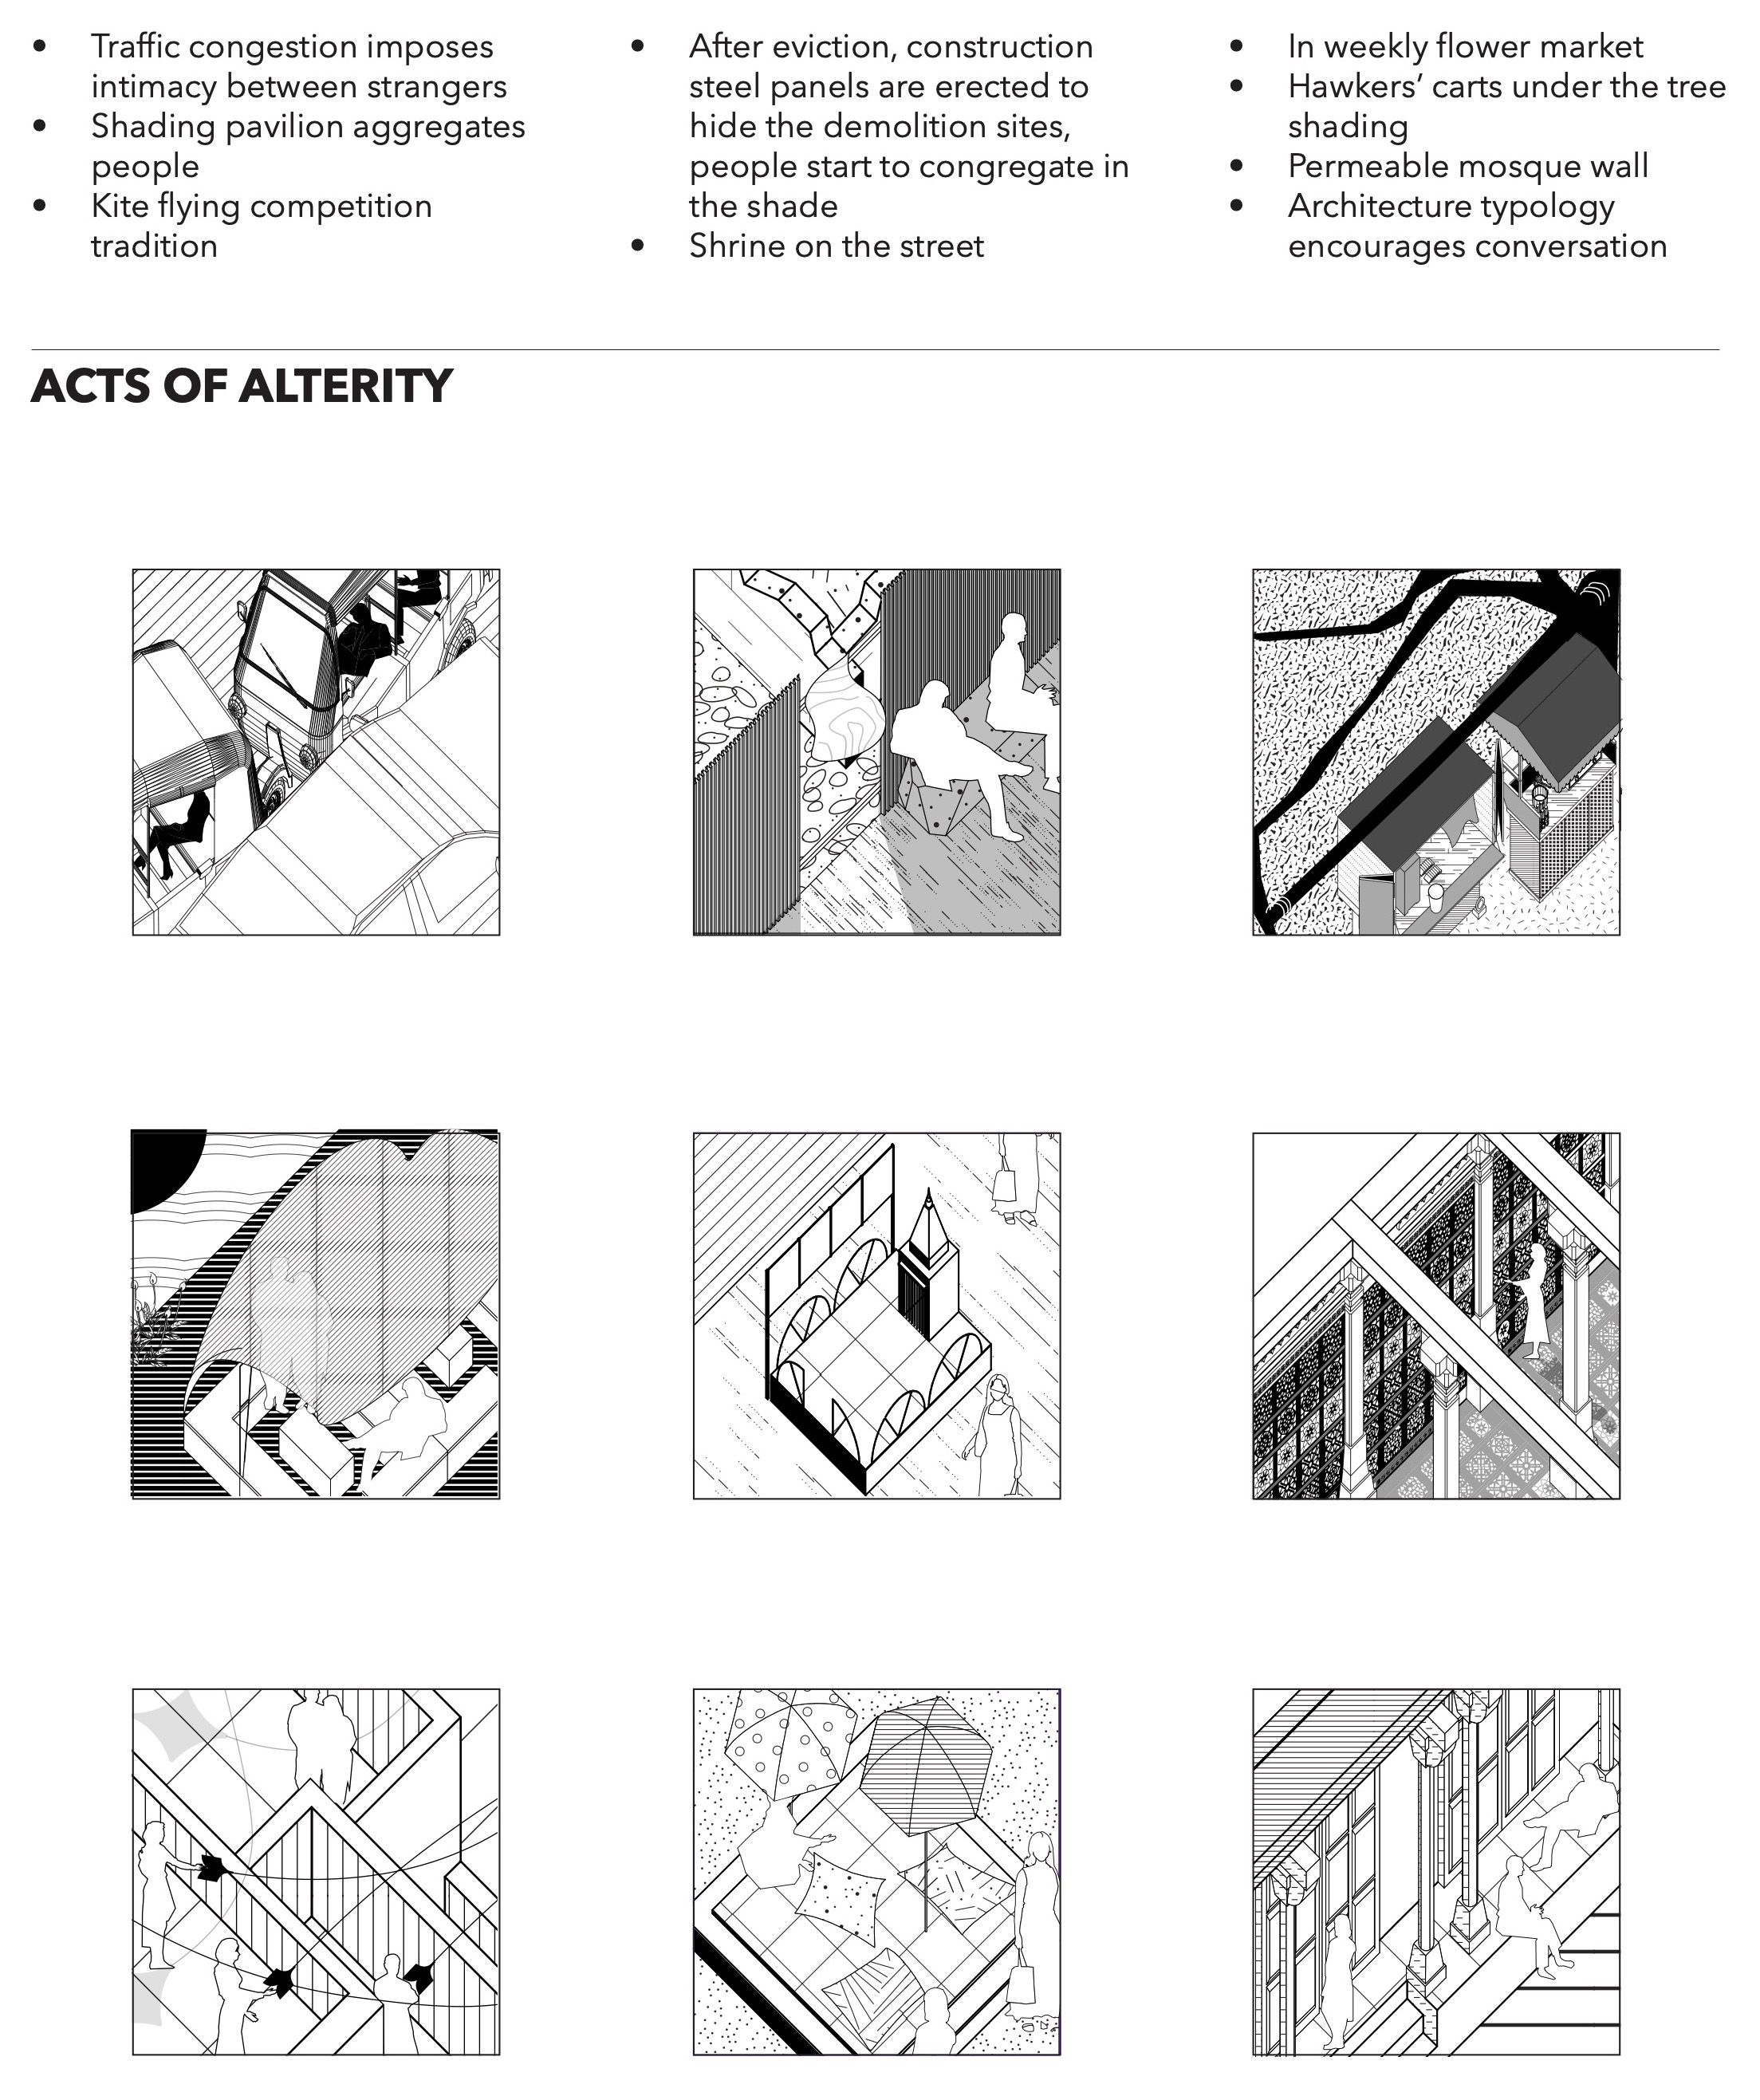 • Traffic congestion imposes
intimacy between strangers
• Shading pavilion aggregates
people
• Kite flying competition
tradition
• After eviction, construction
steel panels are erected to
hide the demolition sites,
people start to congregate in
the shade
• Shrine on the street
• In weekly flower market
• Hawkers’ carts under the tree
shading
• Permeable mosque wall
• Architecture typology
encourages conversation
ACTS OF ALTERITY